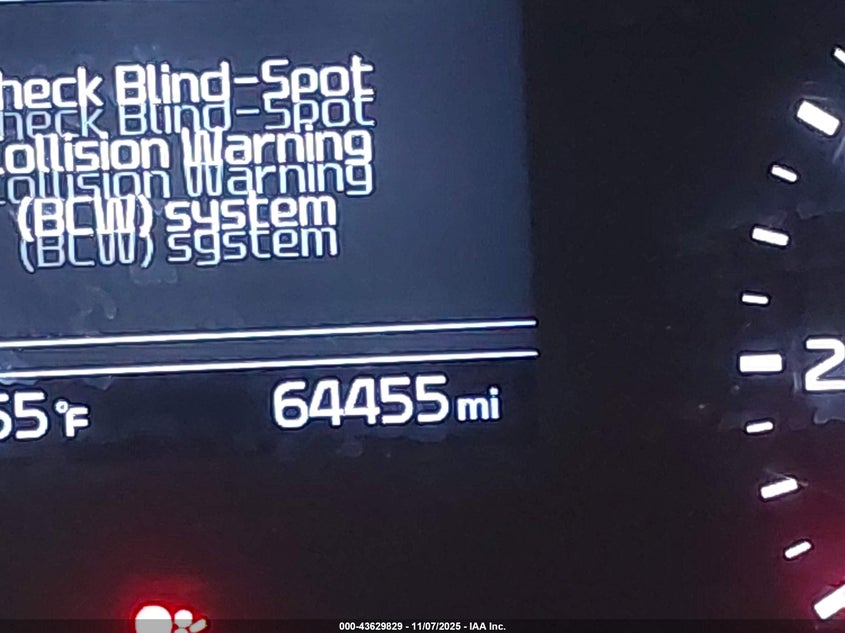 heck Blind-Spot
ollision Warning
(BCW) system
55°F
64455 mi
2
000-43629829 - 11/07/2025 - IAA Inc.